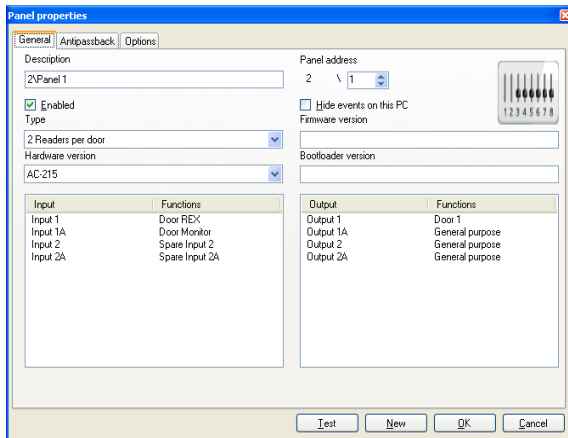 Panel properties
General Antipassback Options
Description
2\Panel 1
Panel address
2 \ 1
Enabled
Hide events on this PC
12345678
Type
2 Readers per door
Firmware version
Hardware version
AC-215
Bootloader version
Input Functions
Input 1 Door REX
Input 1A Door Monitor
Input 2 Spare Input 2
Input 2A Spare Input 2A
Output Functions
Output 1 Door 1
Output 1A General purpose
Output 2 General purpose
Output 2A General purpose
Test New OK Cancel